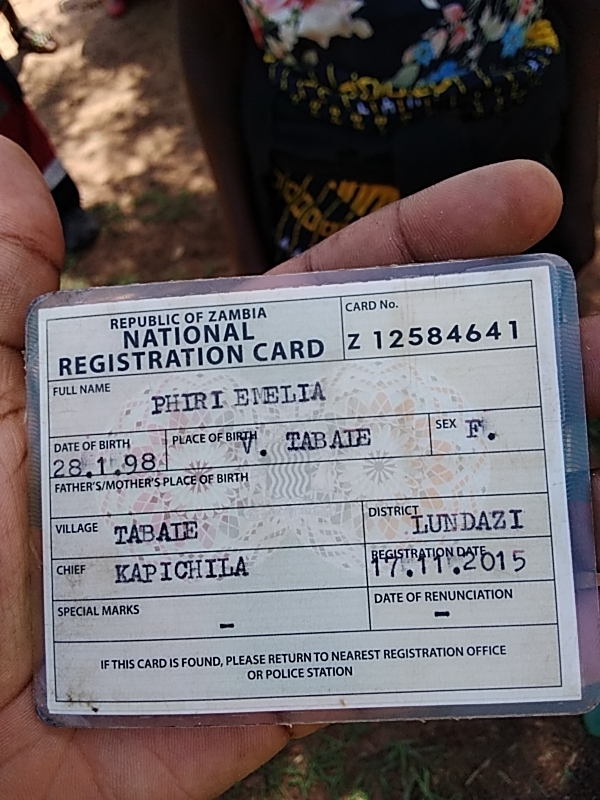 REPUBLIC OF ZAMBIA
NATIONAL
REGISTRATION CARD
CARD No.
Z 12584641
FULL NAME
PHIRI EMELIA
DATE OF BIRTH
28.1.98
PLACE OF BIRTH
V. TABAIE
SEX F.
FATHER'S/MOTHER'S PLACE OF BIRTH
VILLAGE TABAIE
DISTRICT
LUNDAZI
CHIEF KAPICHILA
REGISTRATION DATE
17.11.2015
SPECIAL MARKS
-
DATE OF RENUNCIATION
-
IF THIS CARD IS FOUND, PLEASE RETURN TO NEAREST REGISTRATION OFFICE
OR POLICE STATION